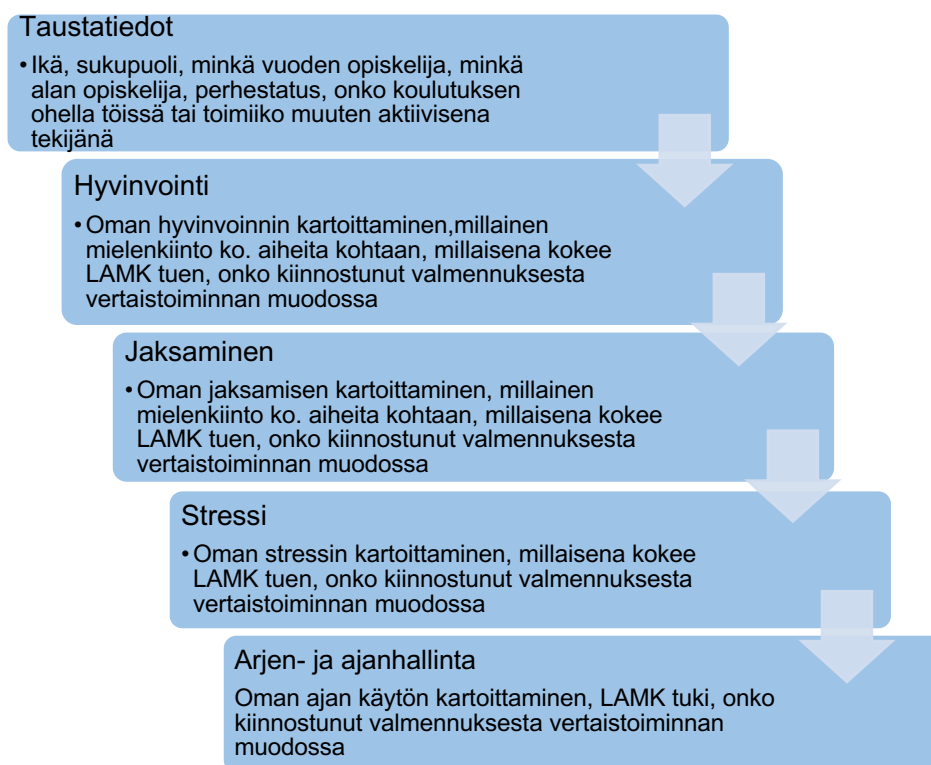 Taustatiedot
• Ikä, sukupuoli, minkä vuoden opiskelija, minkä
alan opiskelija, perhestatus, onko koulutuksen
ohella töissä tai toimiiko muuten aktiivisena
tekijänä
Hyvinvointi
• Oman hyvinvoinnin kartoittaminen,millainen
mielenkiinto ko. aiheita kohtaan, millaisena kokee
LAMK tuen, onko kiinnostunut valmennuksesta
vertaistoiminnan muodossa
Jaksaminen
• Oman jaksamisen kartoittaminen, millainen
mielenkiinto ko. aiheita kohtaan, millaisena kokee
LAMK tuen, onko kiinnostunut valmennuksesta
vertaistoiminnan muodossa
Stressi
• Oman stressin kartoittaminen, millaisena kokee
LAMK tuen, onko kiinnostunut valmennuksesta
vertaistoiminnan muodossa
Arjen- ja ajanhallinta
Oman ajan käytön kartoittaminen, LAMK tuki, onko
kiinnostunut valmennuksesta vertaistoiminnan
muodossa